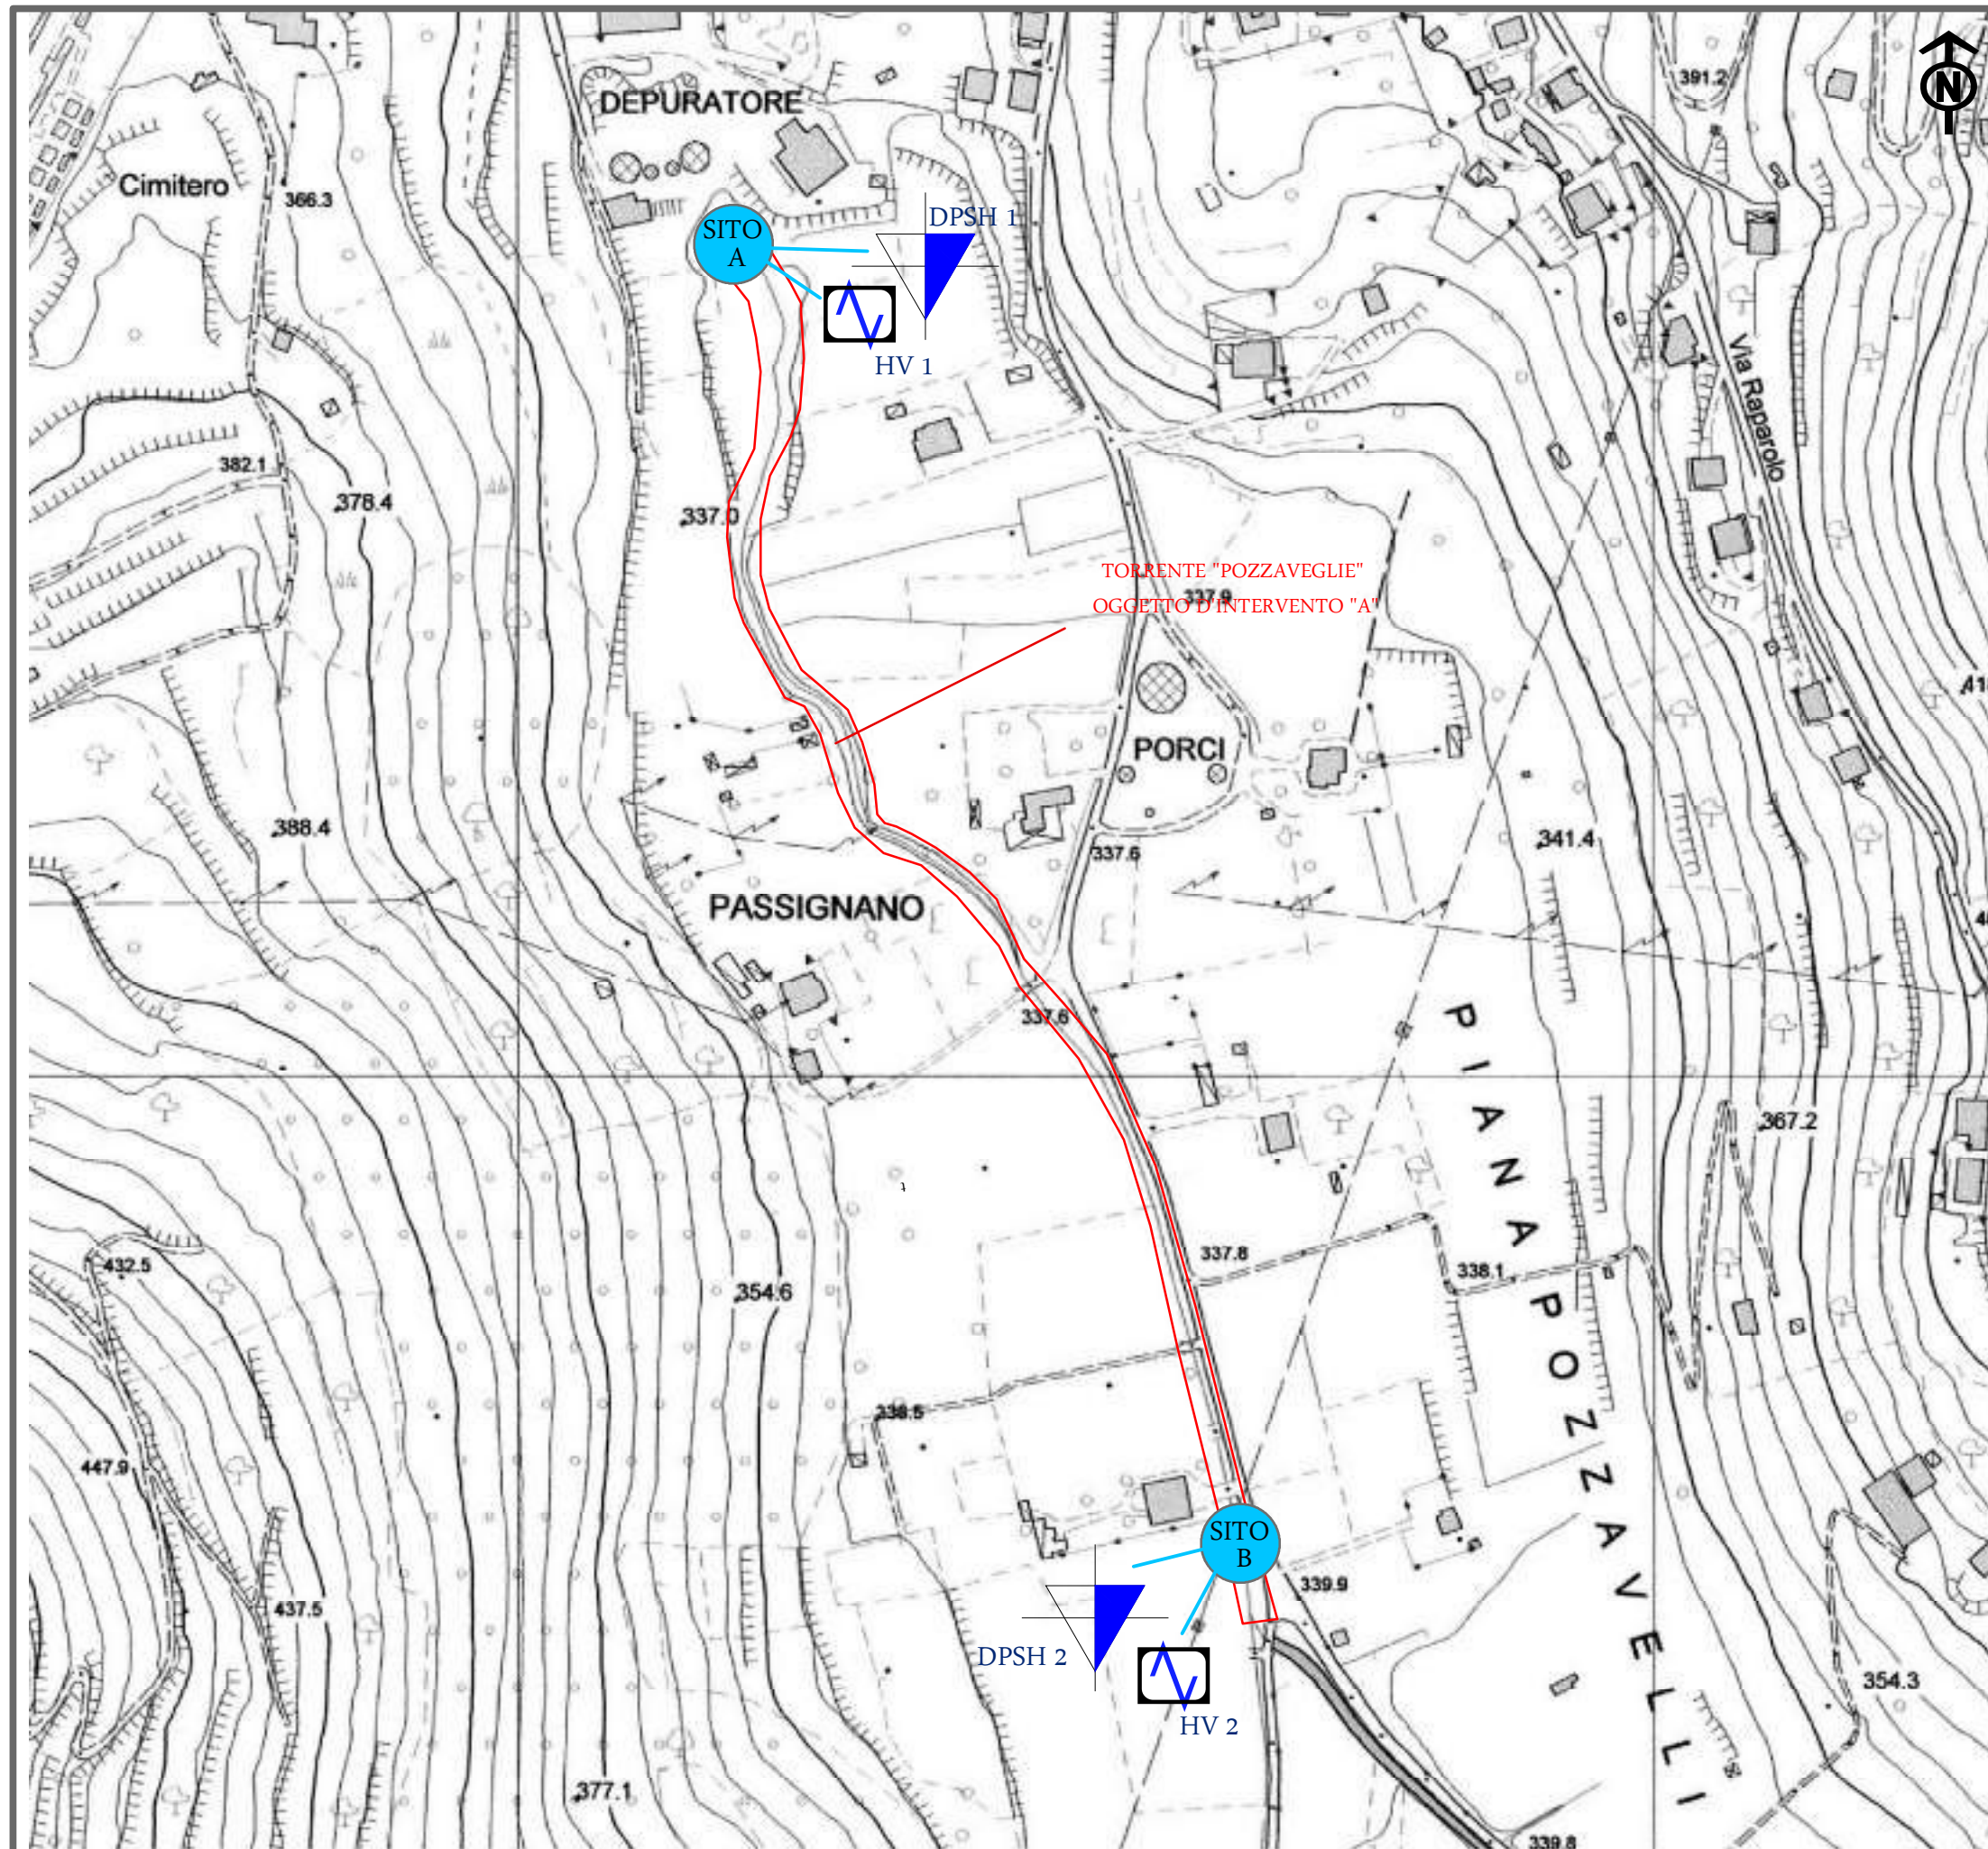 N
391.2
DEPURATORE
Cimitero
366.3
SITO
A
DPSH 1
HV 1
Via Raparolo
382.1
378.4
337.0
TORRENTE "POZZAVEGLIE"
337.9
OGGETTO D'INTERVENTO "A"
PORCI
388.4
341.4
337.6
PASSIGNANO
337.6
PIANA POZZAVELLI
367.2
432.5
337.8
338.1
354.6
338.5
447.9
SITO
B
339.9
437.5
DPSH 2
354.3
HV 2
377.1
339.8